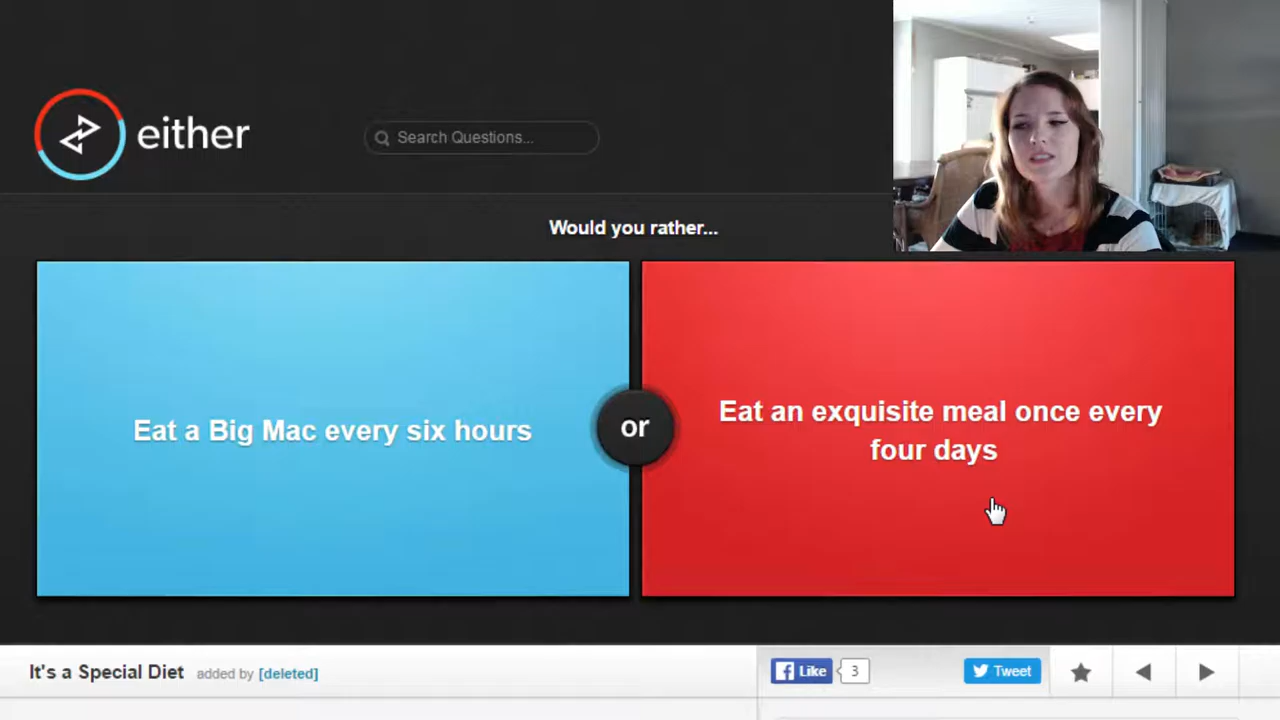 either
Search Questions...
Would you rather...
Eat a Big Mac every six hours
or
Eat an exquisite meal once every
four days
It's a Special Diet added by [deleted]
Like 3
Tweet